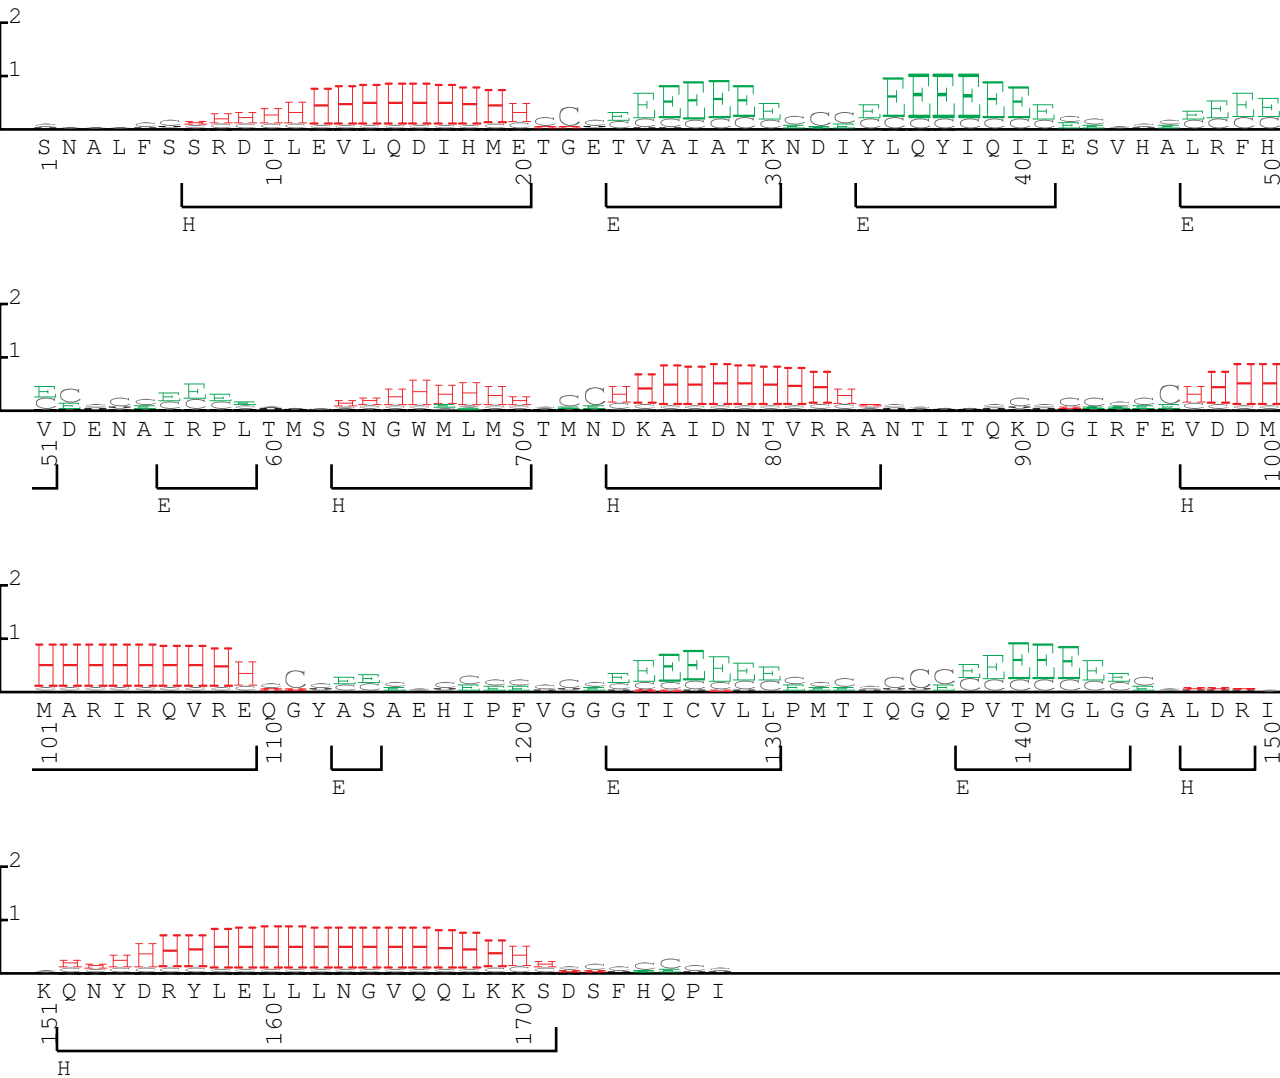 2
1
S N A L F S S R D I L E V L Q D I H M E T G E T V A I A T K N D I Y L Q Y I Q I I E S V H A L R F H
1 10 20 30 40 50
H E E E
2
1
V D E N A I R P L T M S S N G W M L M S T M N D K A I D N T V R R A N T I T Q K D G I R F E V D D M
51 60 70 80 90 100
E H H H
2
1
M A R I R Q V R E Q G Y A S A E H I P F V G G G T I C V L L P M T I Q G Q P V T M G L G G A L D R I
101 110 120 130 140 150
E E E H
2
1
K Q N Y D R Y L E L L L N G V Q Q L K K S D S F H Q P I
151 160 170
H